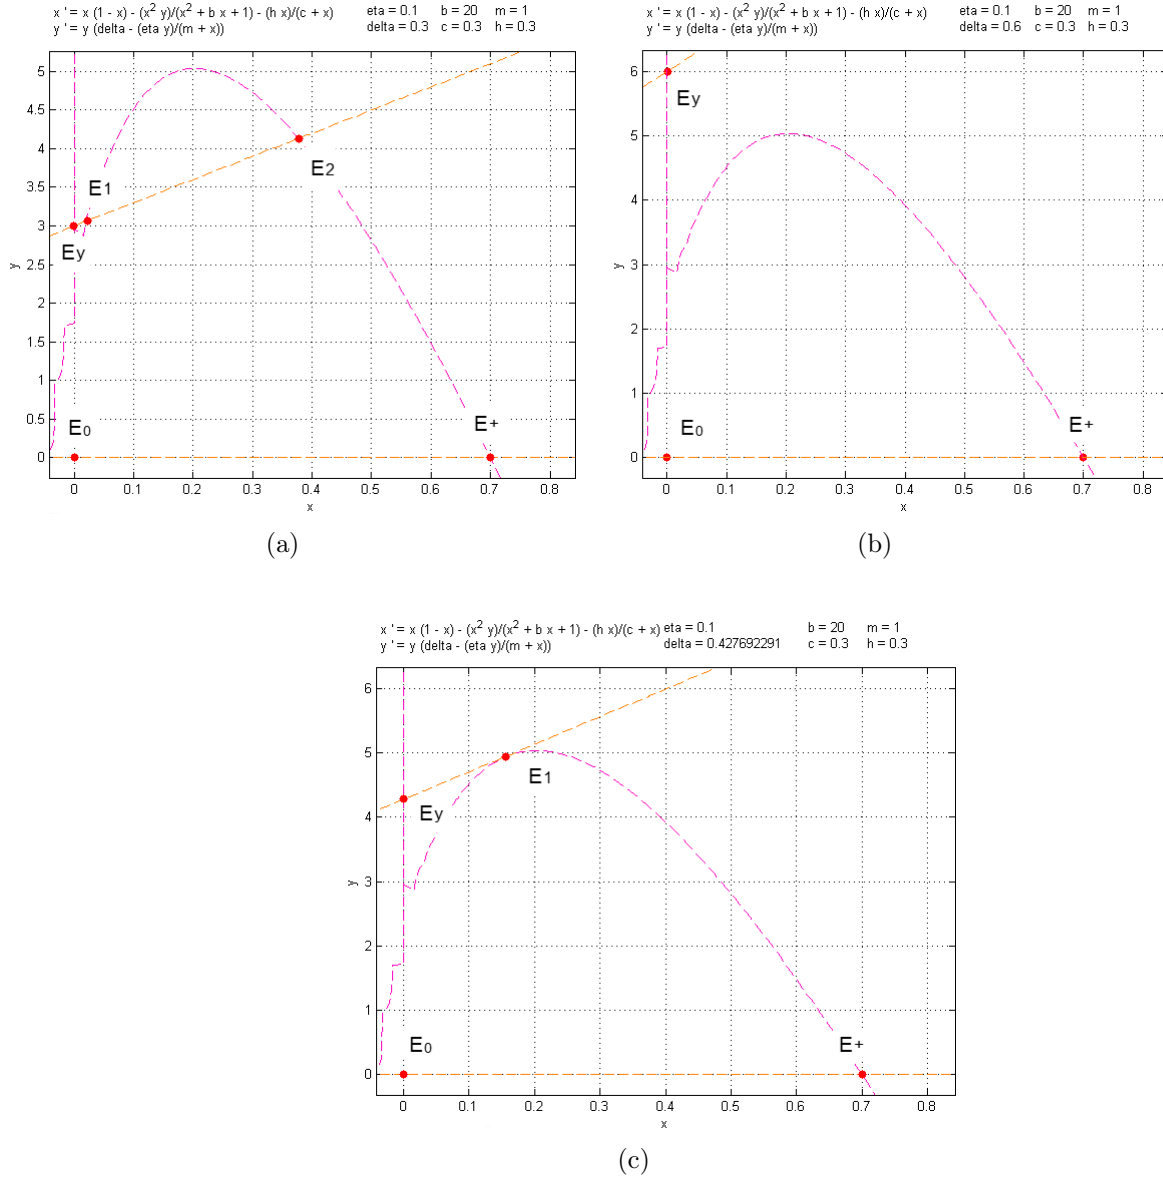 x ' = x (1 - x) - (x² y)/(x² + b x + 1) - (h x)/(c + x) eta = 0.1 b = 20 m = 1
y ' = y (delta - (eta y)/(m + x)) delta = 0.3 c = 0.3 h = 0.3
5
4.5
4
3.5
3
2.5
2
1.5
1
0.5
0
y
E1
E2
Ey
E0
E+
0 0.1 0.2 0.3 0.4 0.5 0.6 0.7 0.8
x
(a)
x ' = x (1 - x) - (x² y)/(x² + b x + 1) - (h x)/(c + x) eta = 0.1 b = 20 m = 1
y ' = y (delta - (eta y)/(m + x)) delta = 0.6 c = 0.3 h = 0.3
6
5
4
3
2
1
0
y
Ey
E0
E+
0 0.1 0.2 0.3 0.4 0.5 0.6 0.7 0.8
x
(b)
x ' = x (1 - x) - (x² y)/(x² + b x + 1) - (h x)/(c + x) eta = 0.1 b = 20 m = 1
y ' = y (delta - (eta y)/(m + x)) delta = 0.427692291 c = 0.3 h = 0.3
6
5
4
3
2
1
0
y
E1
Ey
E0
E+
0 0.1 0.2 0.3 0.4 0.5 0.6 0.7 0.8
x
(c)